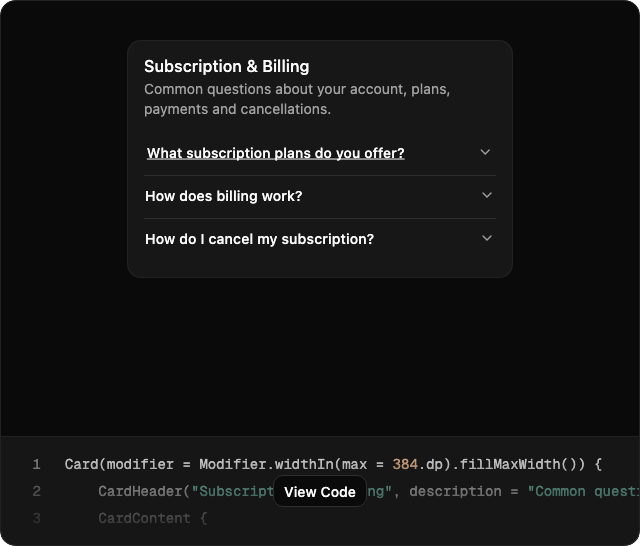 Subscription & Billing
Common questions about your account, plans,
payments and cancellations.
What subscription plans do you offer?
How does billing work?
How do I cancel my subscription?
1 Card(modifier = Modifier.widthIn(max = 384.dp).fillMaxWidth()) {
2 CardHeader("Subscript ng", description = "Common quest
View Code
3 CardContent {